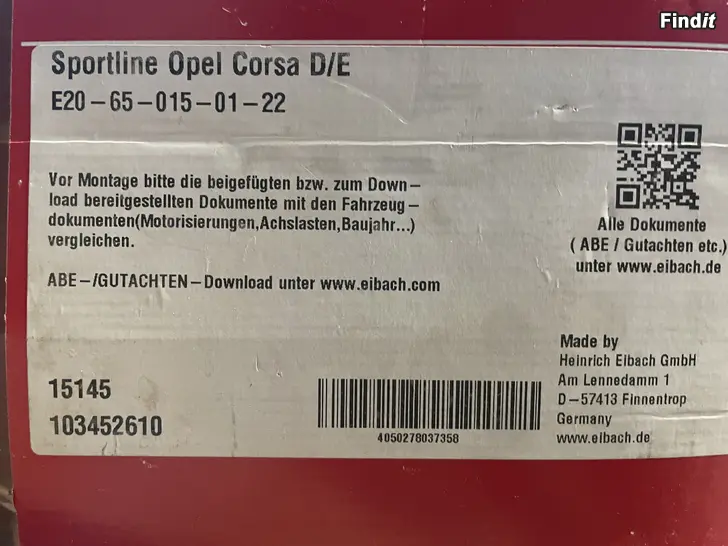 Findit
Sportline Opel Corsa D/E
E20-65-015-01-22
Vor Montage bitte die beigefügten bzw. zum Down-
load bereitgestellten Dokumente mit den Fahrzeug-
dokumenten(Motorisierungen,Achslasten,Baujahr...)
vergleichen.
ABE-/GUTACHTEN-Download unter www.eibach.com
Alle Dokumente
( ABE / Gutachten etc.)
unter www.eibach.de
15145
103452610
4050278037358
Made by
Heinrich Eibach GmbH
Am Lennedamm 1
D-57413 Finnentrop
Germany
www.eibach.de